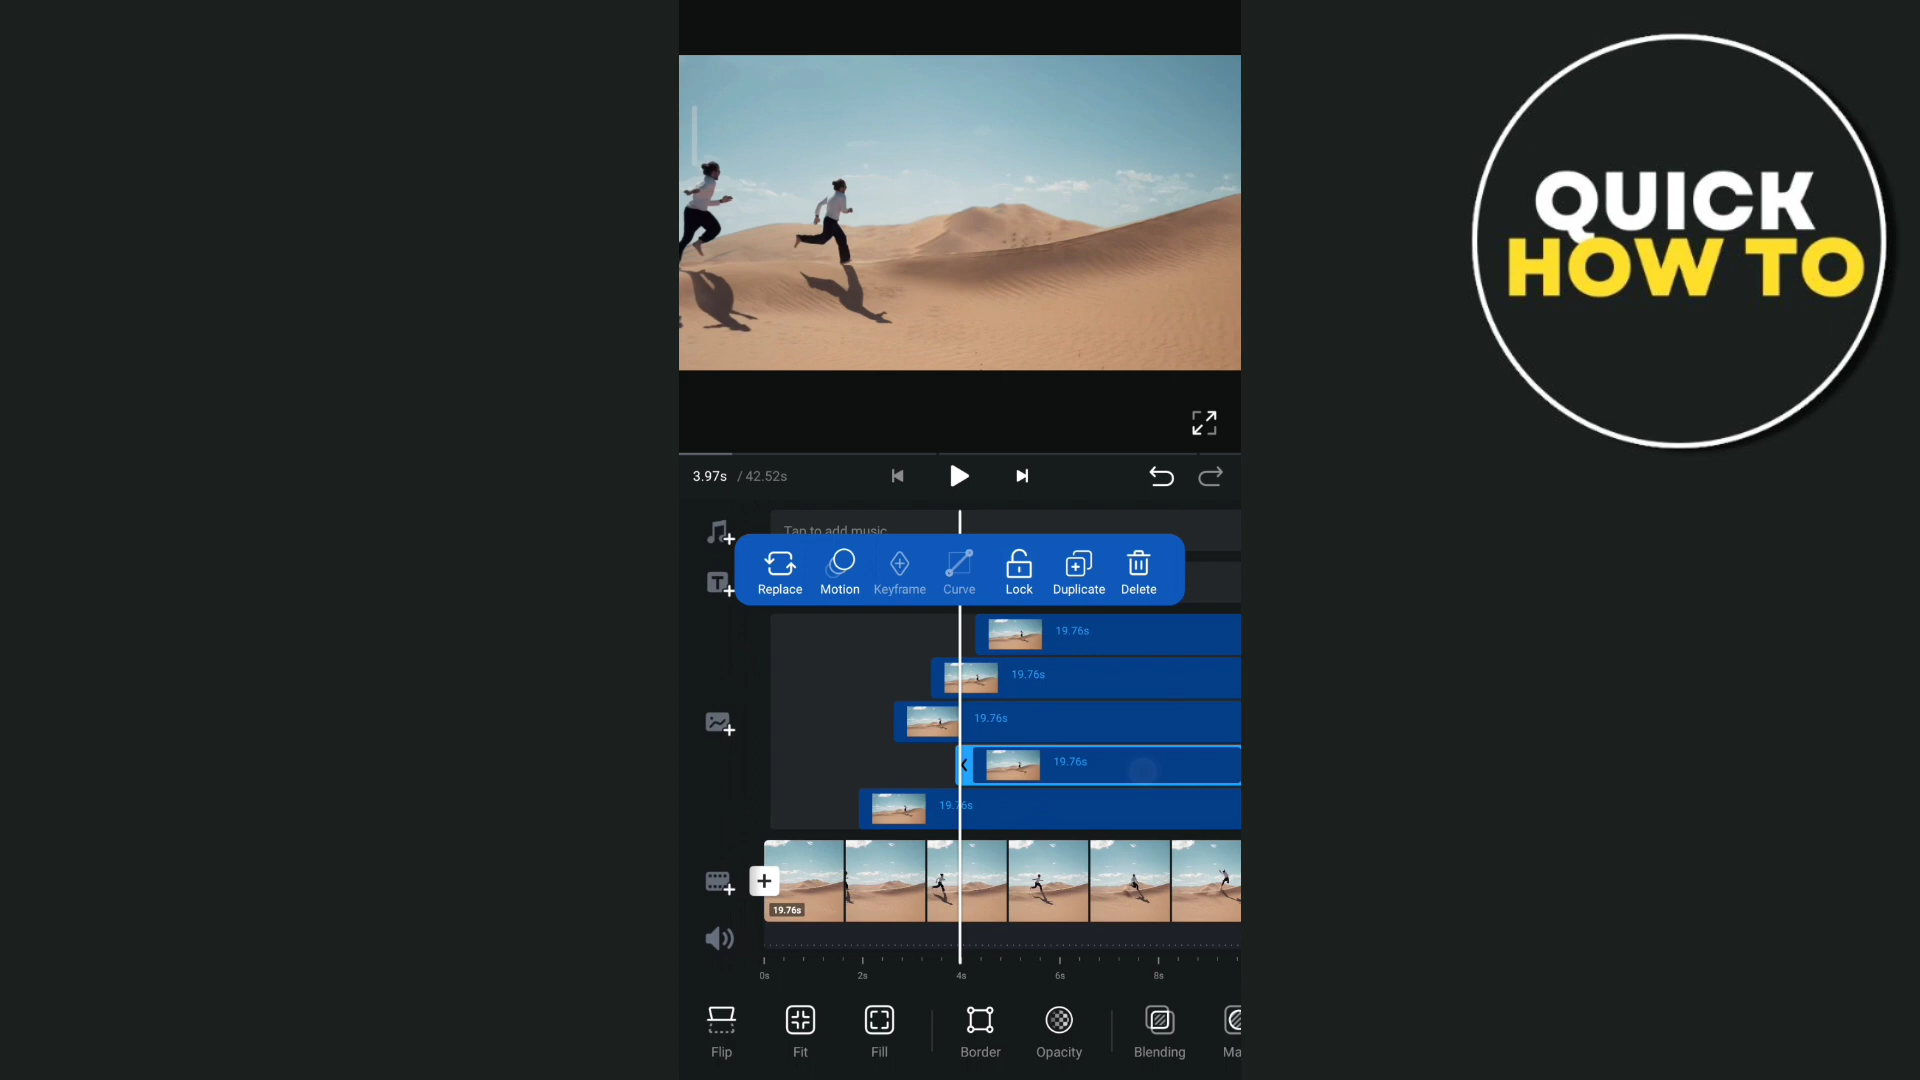 QUICK
HOW TO
3.97s / 42.52s
Tap to add music
Replace Motion Keyframe Curve Lock Duplicate Delete
19.76s
19.76s
19.76s
19.76s
19.76s
19.76s
0s 2s 4s 6s 8s
Flip Fit Fill Border Opacity Blending Ma